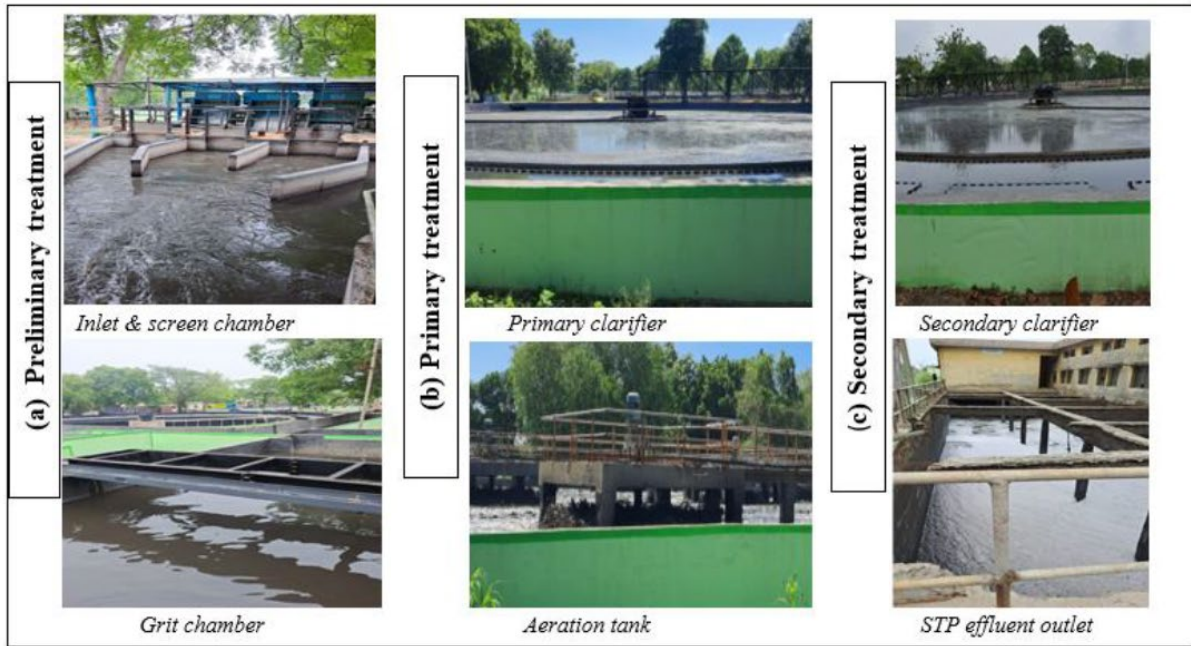 (a) Preliminary treatment
Inlet & screen chamber
Grit chamber
(b) Primary treatment
Primary clarifier
Aeration tank
(c) Secondary treatment
Secondary clarifier
STP effluent outlet